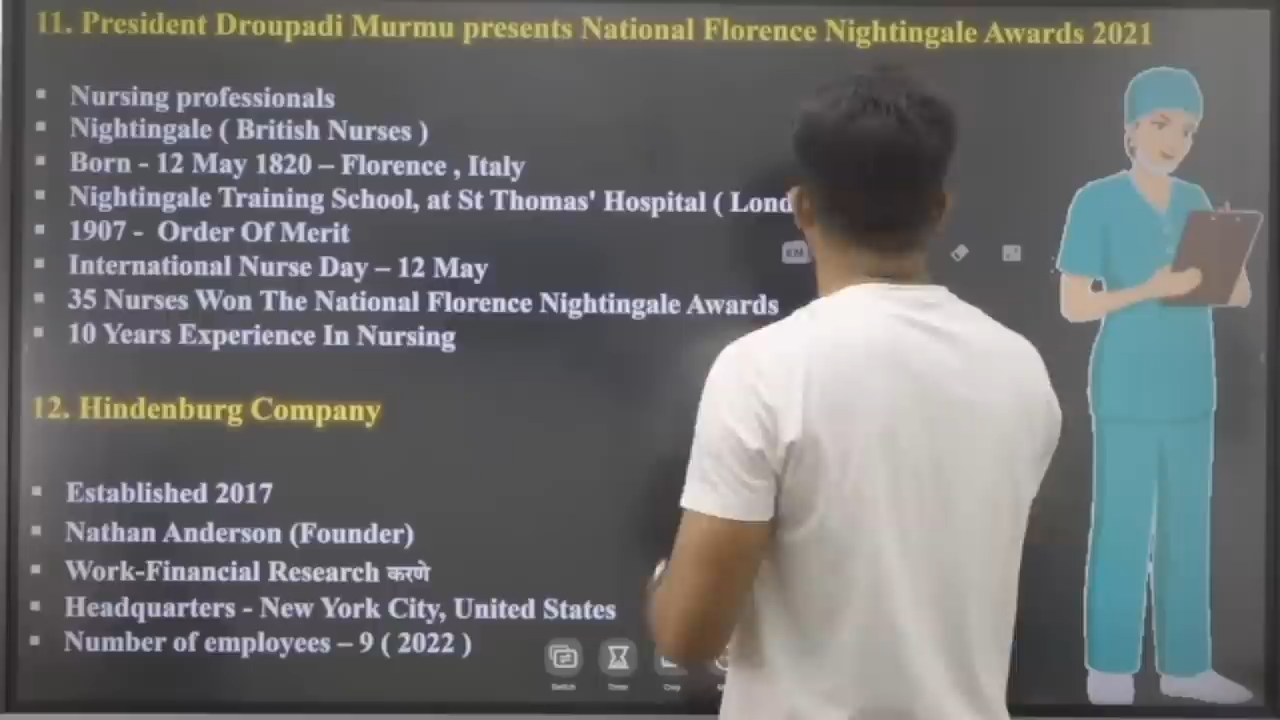 11. President Droupadi Murmu presents National Florence Nightingale Awards 2021
▪ Nursing professionals
▪ Nightingale ( British Nurses )
▪ Born - 12 May 1820 – Florence , Italy
▪ Nightingale Training School, at St Thomas' Hospital ( Lond
▪ 1907 - Order Of Merit
▪ International Nurse Day – 12 May
▪ 35 Nurses Won The National Florence Nightingale Awards
▪ 10 Years Experience In Nursing
12. Hindenburg Company
▪ Established 2017
▪ Nathan Anderson (Founder)
▪ Work-Financial Research करणे
▪ Headquarters - New York City, United States
▪ Number of employees – 9 ( 2022 )
Switch Timer Crop